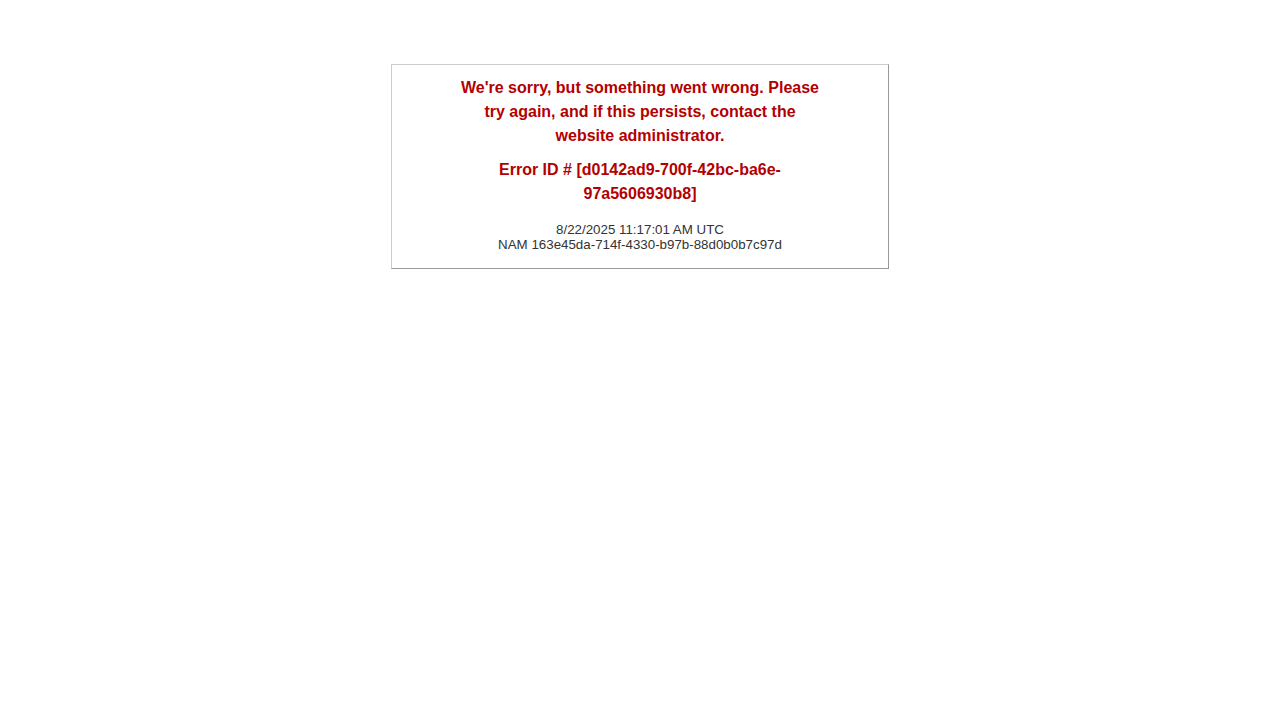 We're sorry, but something went wrong. Please
try again, and if this persists, contact the
website administrator.
Error ID # [d0142ad9-700f-42bc-ba6e-
97a5606930b8]
8/22/2025 11:17:01 AM UTC
NAM 163e45da-714f-4330-b97b-88d0b0b7c97d